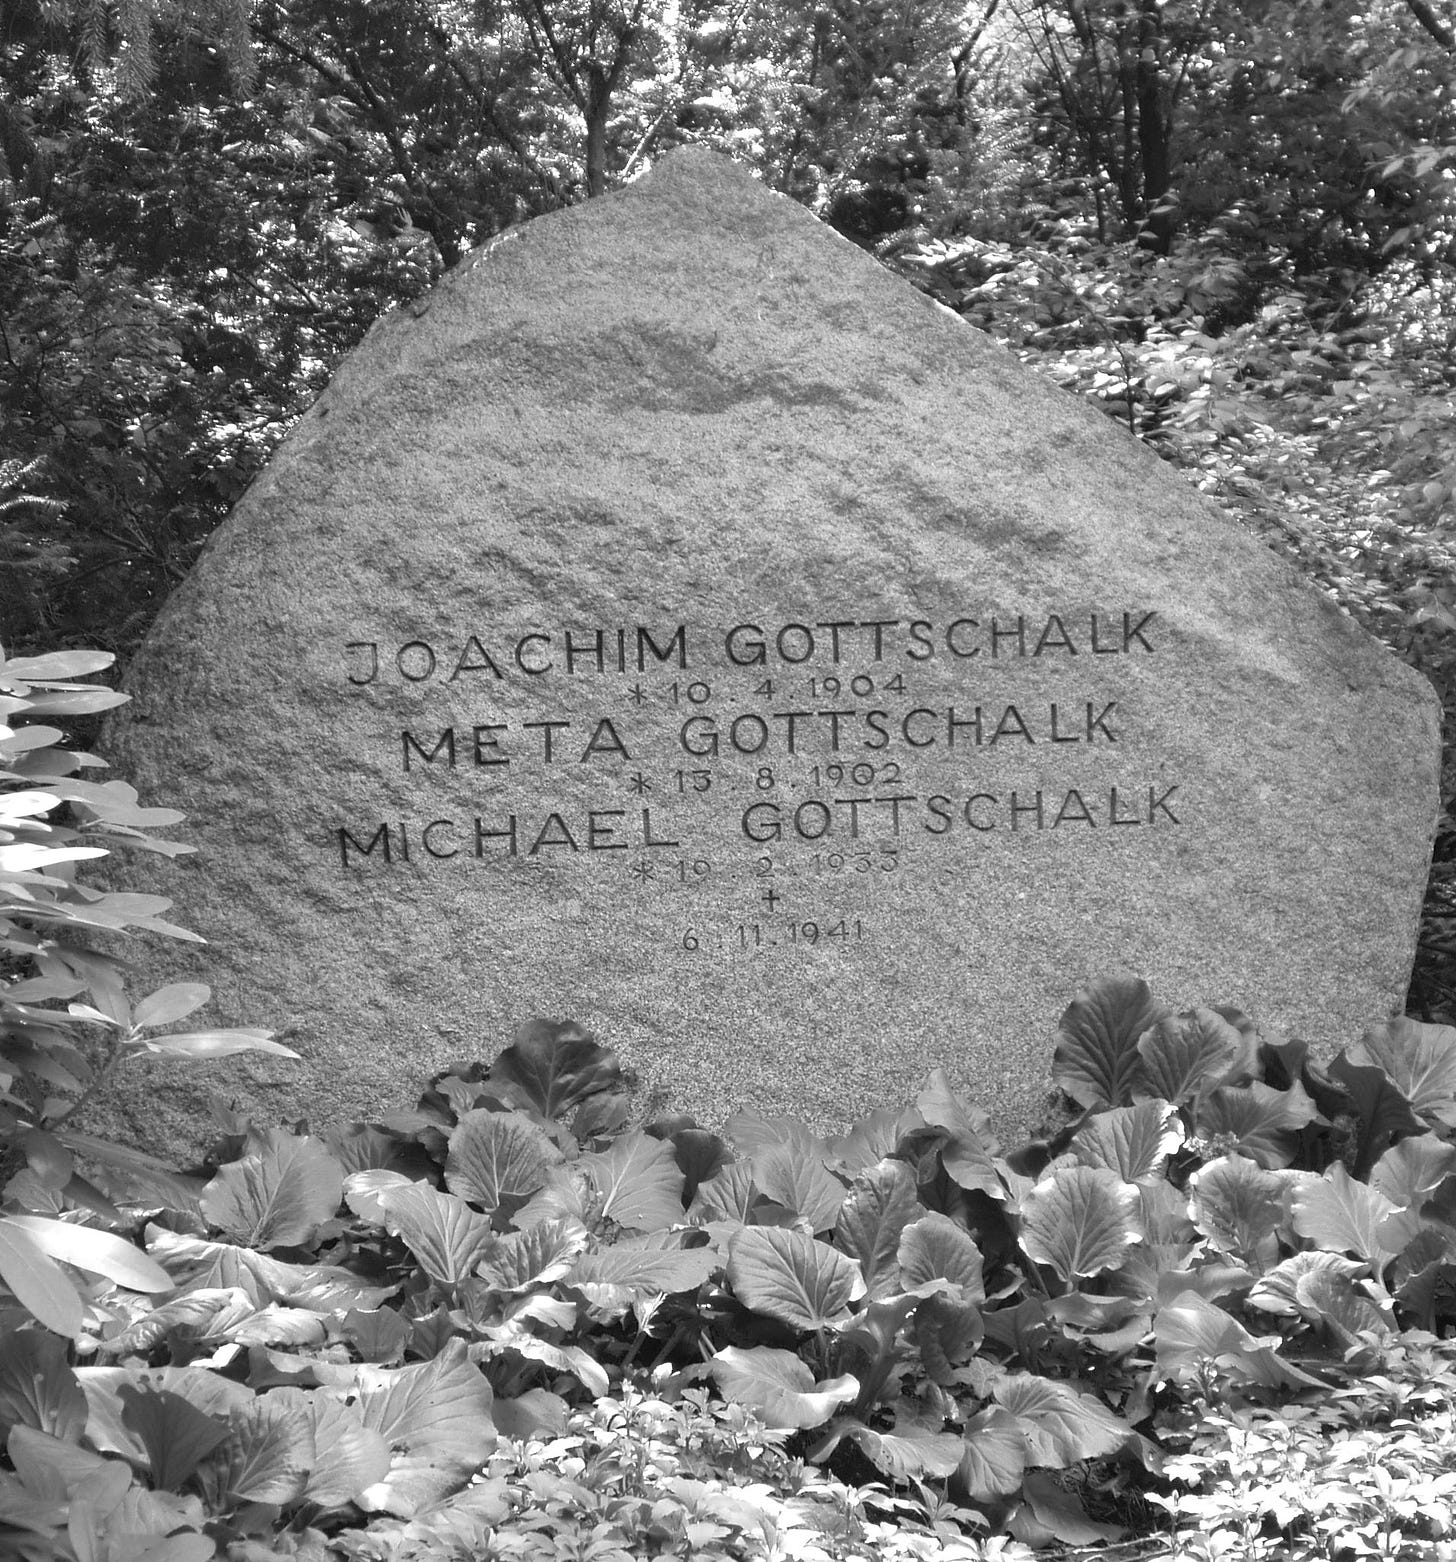 JOACHIM GOTTSCHALK
* 10. 4. 1904
META GOTTSCHALK
* 13. 8. 1902
MICHAEL GOTTSCHALK
* 19. 2. 1933
+
6. 11. 1941